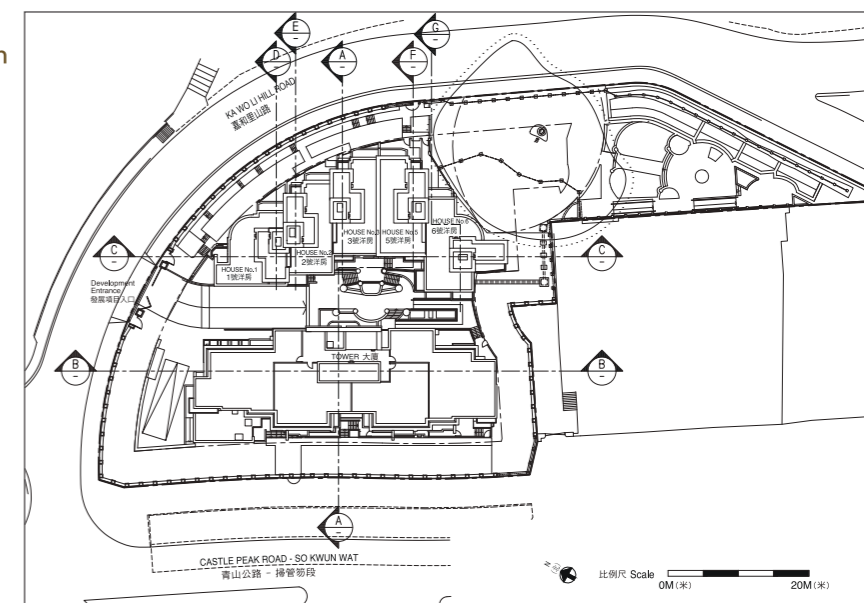 E
G
D
A
F
KA WO LI HILL ROAD
嘉和里山路
HOUSE No.3
3號洋房
HOUSE No.5
5號洋房
HOUSE No.6
6號洋房
HOUSE No.2
2號洋房
HOUSE No.1
1號洋房
C
C
Development
Entrance
發展項目入口
TOWER 大廈
B
B
A
CASTLE PEAK ROAD - SO KWUN WAT
青山公路 - 掃管笏段
N
比例尺 Scale
0M(米)
20M(米)